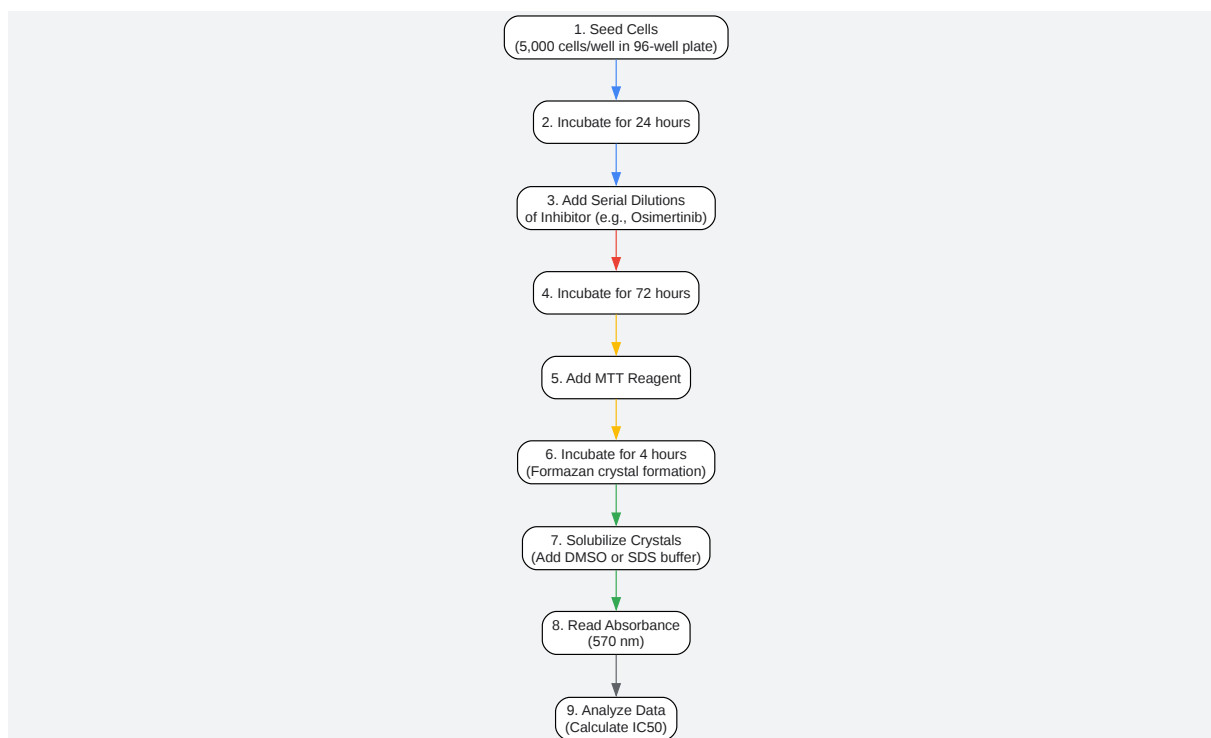 1. Seed Cells
(5,000 cells/well in 96-well plate)
2. Incubate for 24 hours
3. Add Serial Dilutions
of Inhibitor (e.g., Osimertinib)
4. Incubate for 72 hours
5. Add MTT Reagent
6. Incubate for 4 hours
(Formazan crystal formation)
7. Solubilize Crystals
(Add DMSO or SDS buffer)
8. Read Absorbance
(570 nm)
9. Analyze Data
(Calculate IC50)